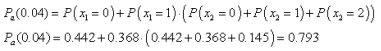 P_a(0.04) = P(x_1 = 0) + P(x_1 = 1) · (P(x_2 = 0) + P(x_2 = 1) + P(x_2 = 2))
P_a(0.04) = 0.442 + 0.368 · (0.442 + 0.368 + 0.145) = 0.793